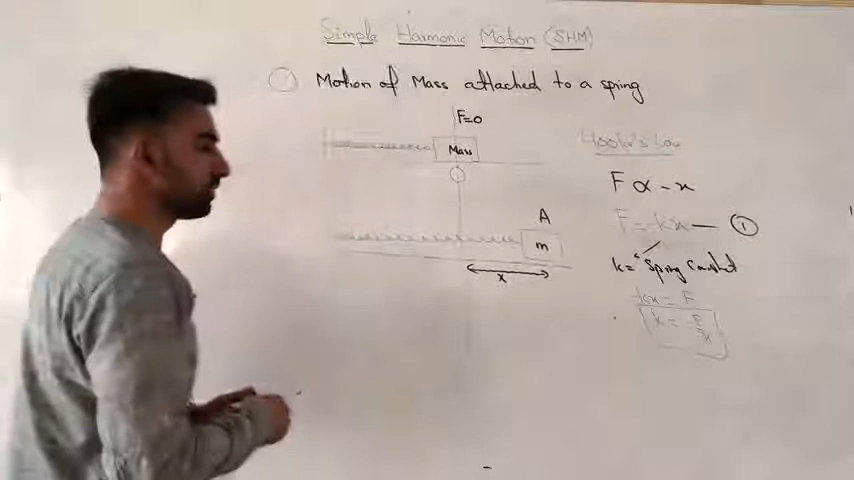 Simple Harmonic Motion (SHM)
1 Motion of Mass attached to a spring
F=0
Mass
O
A
m
x
Hooke's Law
F ∝ -x
F = -kx — 1
k = Spring Constant
-kx = F
k = -F/x